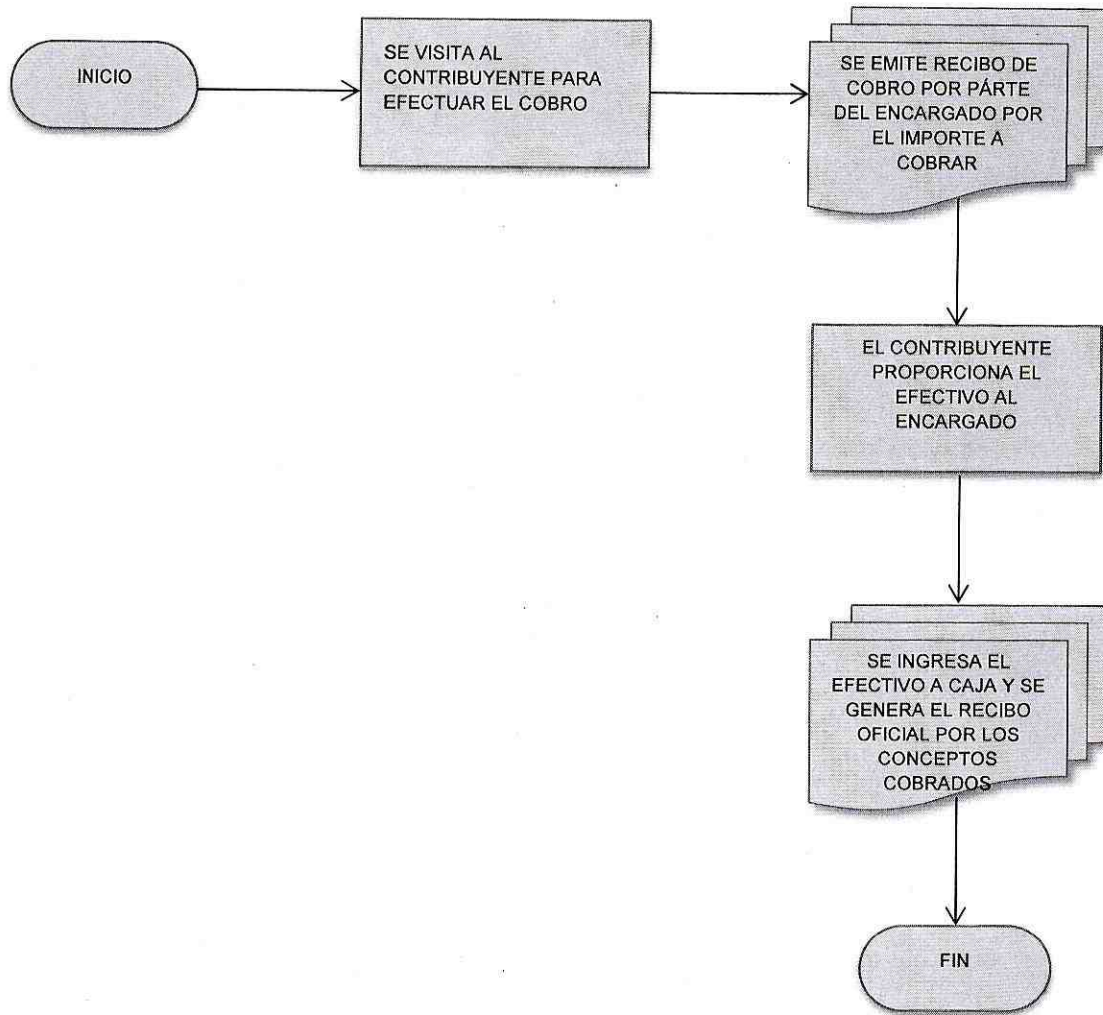 INICIO
SE VISITA AL
CONTRIBUYENTE PARA
EFECTUAR EL COBRO
SE EMITE RECIBO DE
COBRO POR PÁRTE
DEL ENCARGADO POR
EL IMPORTE A
COBRAR
EL CONTRIBUYENTE
PROPORCIONA EL
EFECTIVO AL
ENCARGADO
SE INGRESA EL
EFECTIVO A CAJA Y SE
GENERA EL RECIBO
OFICIAL POR LOS
CONCEPTOS
COBRADOS
FIN